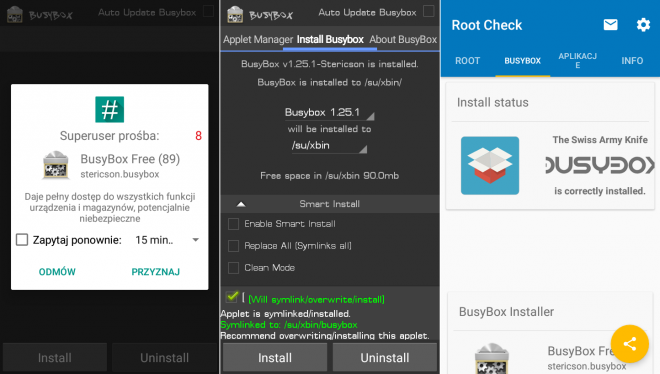 BUSYBOX
Auto Update Busybox
Superuser prośba:
8
BusyBox Free (89)
stericson.busybox
Daje pełny dostęp do wszystkich funkcji
urządzenia i magazynów, potencjalnie
niebezpieczne
Zapytaj ponownie:
15 min..
ODMÓW
PRZYZNAJ
Install
Uninstall
BUSYBOX
Auto Update Busybox
Applet Manager
Install Busybox
About BusyBox
BusyBox v1.25.1-Stericson is installed.
BusyBox is installed to /su/xbin/
Busybox 1.25.1
will be installed to
/su/xbin
Free space in /su/xbin 90.0mb
Smart Install
Enable Smart Install
Replace All (Symlinks all)
Clean Mode
[ (Will symlink/overwrite/install)
Applet is symlinked/installed.
Symlinked to: /su/xbin/busybox
Recommend overwriting/installing this applet.
Install
Uninstall
Root Check
ROOT
BUSYBOX
APLIKACJ
E
INFO
Install status
The Swiss Army Knife
BUSYBOX
is correctly installed.
BusyBox Installer
BusyBox Fre
stericson.busybox